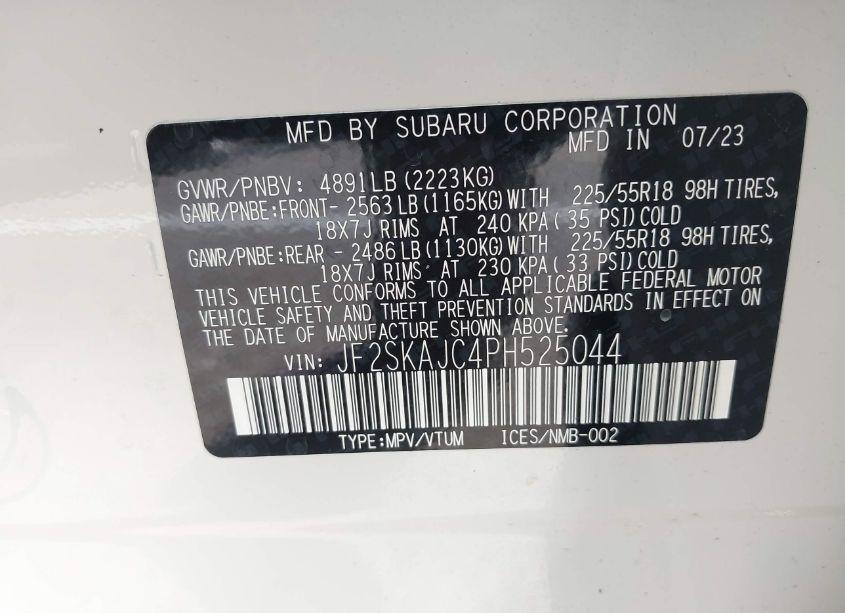 MFD BY SUBARU CORPORATION
MFD IN 07/23
GVWR/PNBV: 4891LB(2223KG)
GAWR/PNBE:FRONT- 2563LB(1165KG)WITH 225/55R18 98H TIRES,
18X7J RIMS AT 240 KPA(35 PSI)COLD
GAWR/PNBE:REAR - 2486LB(1130KG)WITH 225/55R18 98H TIRES,
18X7J RIMS AT 230 KPA(33 PSI)COLD
THIS VEHICLE CONFORMS TO ALL APPLICABLE FEDERAL MOTOR
VEHICLE SAFETY AND THEFT PREVENTION STANDARDS IN EFFECT ON
THE DATE OF MANUFACTURE SHOWN ABOVE.
VIN: JF2SKAJC4PH525044
TYPE:MPV/VTUM ICES/NMB-002